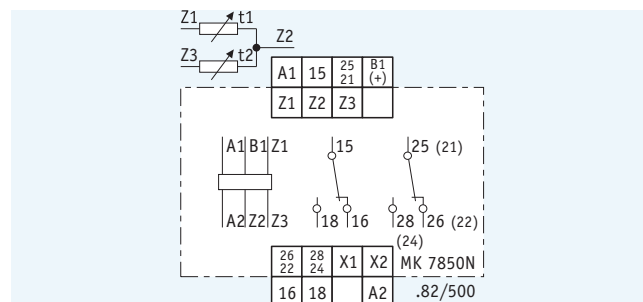 Z1 t1
Z2
Z3 t2
A1 15 25 21 B1 (+)
Z1 Z2 Z3
A1 B1 Z1 15 25 (21)
A2 Z2 Z3 18 16 28 26 (22)
(24)
26 22 28 24 X1 X2 MK 7850N
16 18 A2 .82/500